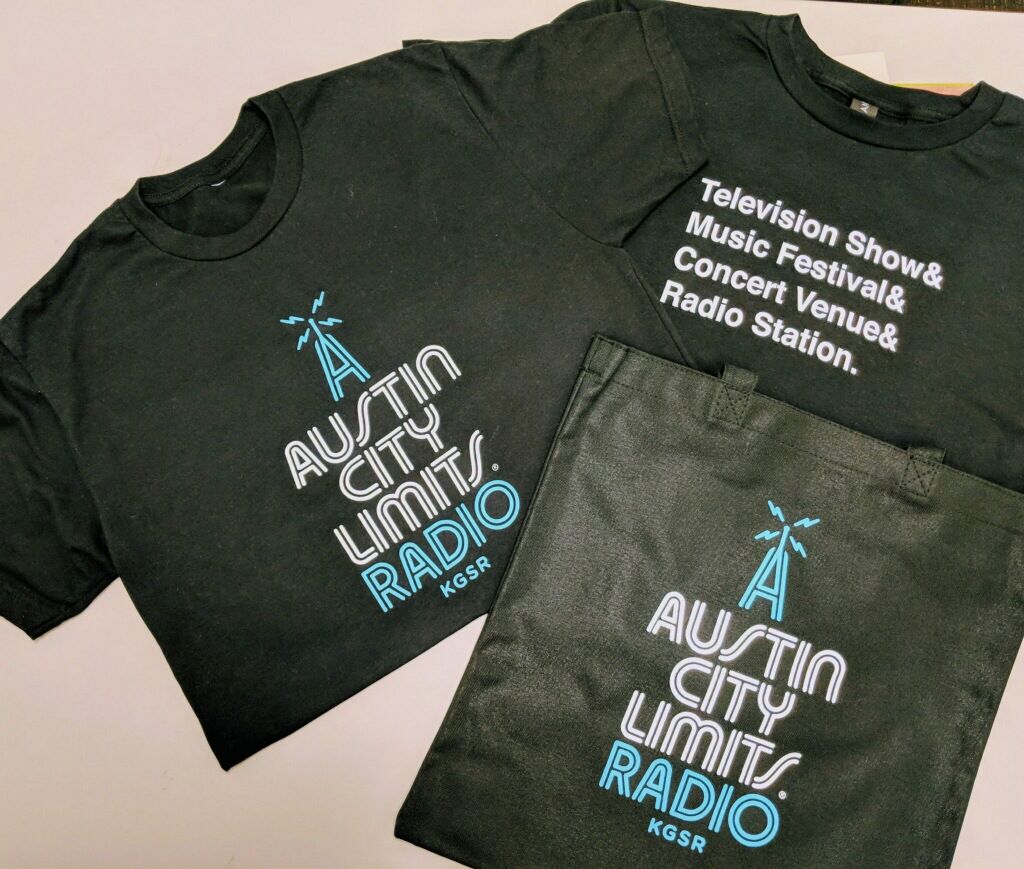 Television Show&
Music Festival&
Concert Venue&
Radio Station.
AUSTIN
CITY
LIMITS®
RADIO
KGSR
AUSTIN
CITY
LIMITS®
RADIO
KGSR